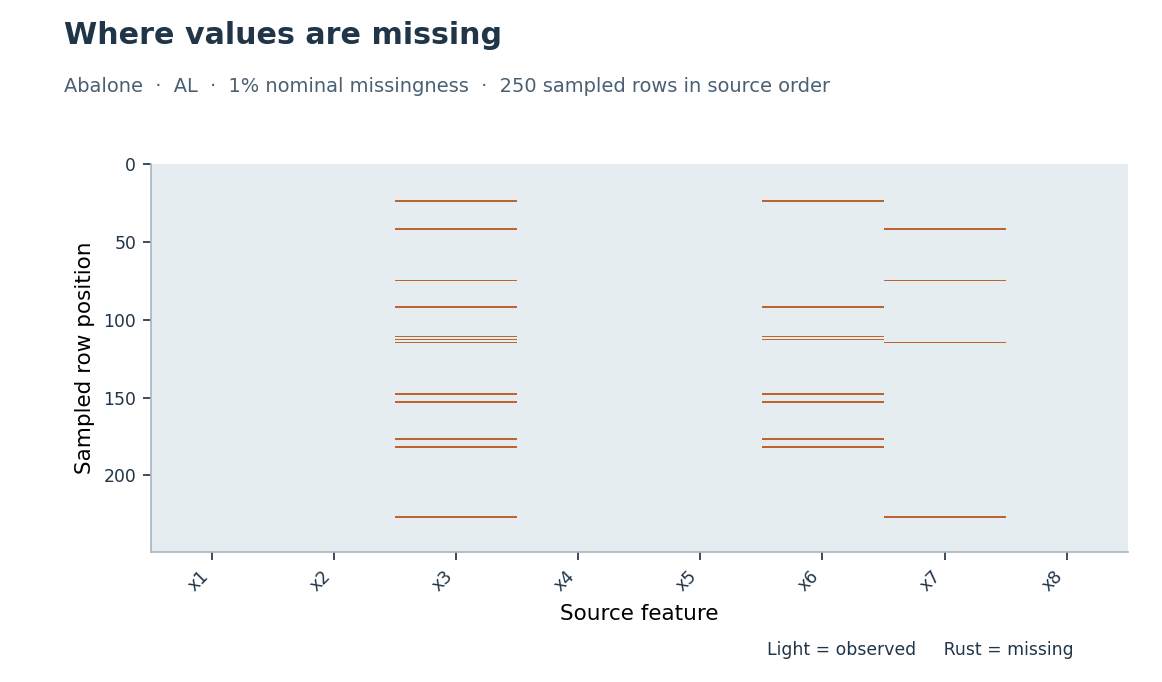 Where values are missing
Abalone · AL · 1% nominal missingness · 250 sampled rows in source order
0
50
100
150
200
Sampled row position
x1 x2 x3 x4 x5 x6 x7 x8
Source feature
Light = observed Rust = missing